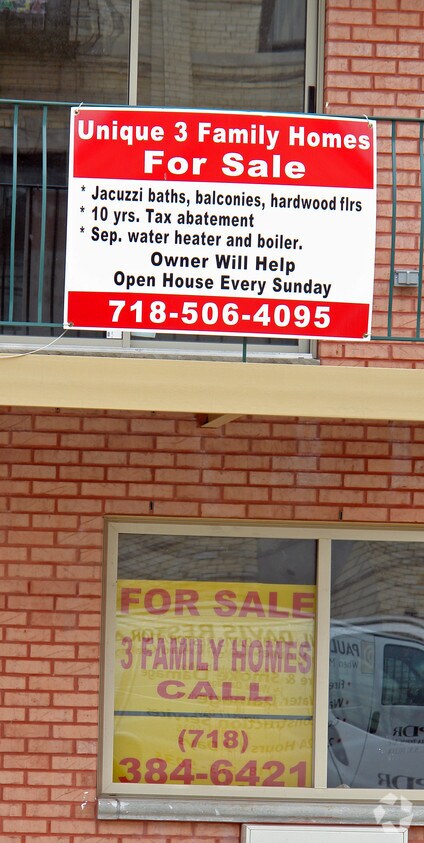 Unique 3 Family Homes
For Sale
* Jacuzzi baths, balconies, hardwood flrs
* 10 yrs. Tax abatement
* Sep. water heater and boiler.
Owner Will Help
Open House Every Sunday
718-506-4095
FOR SALE
3 FAMILY HOMES
CALL
(718)
384-6421